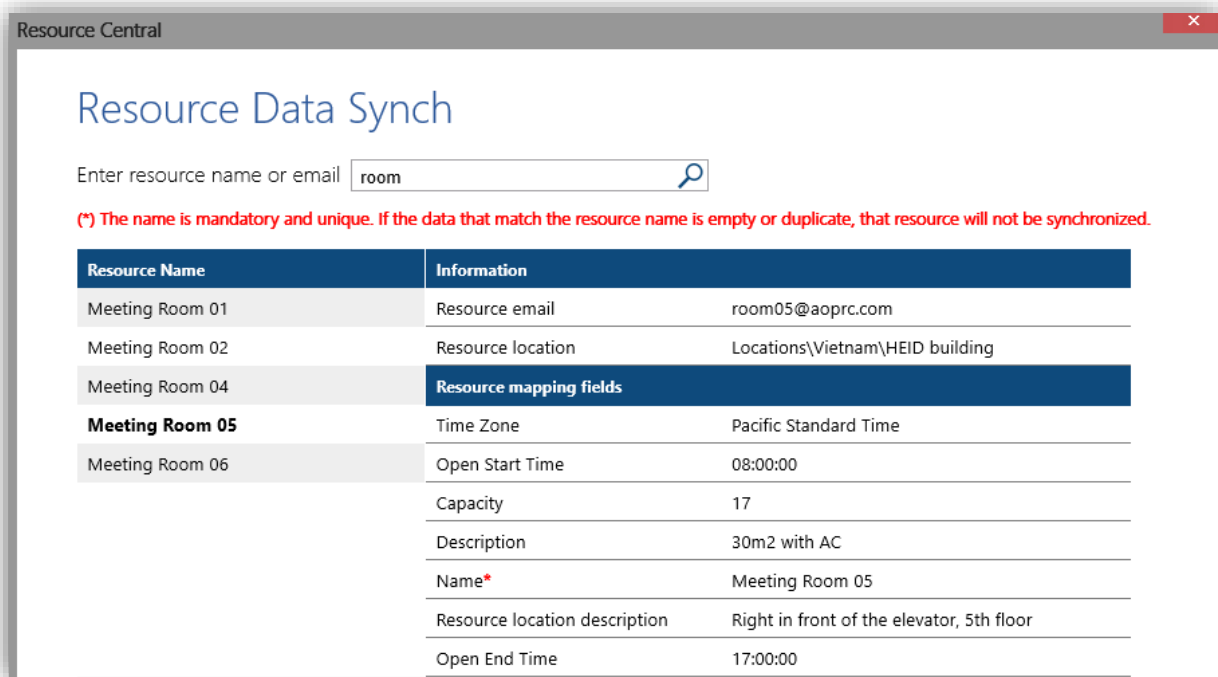 Resource Central
Resource Data Synch
Enter resource name or email room
(*) The name is mandatory and unique. If the data that match the resource name is empty or duplicate, that resource will not be synchronized.
Resource Name Information
Meeting Room 01 Resource email room05@aoprc.com
Meeting Room 02 Resource location Locations\Vietnam\HEID building
Meeting Room 04 Resource mapping fields
Meeting Room 05 Time Zone Pacific Standard Time
Meeting Room 06 Open Start Time 08:00:00
Capacity 17
Description 30m2 with AC
Name* Meeting Room 05
Resource location description Right in front of the elevator, 5th floor
Open End Time 17:00:00